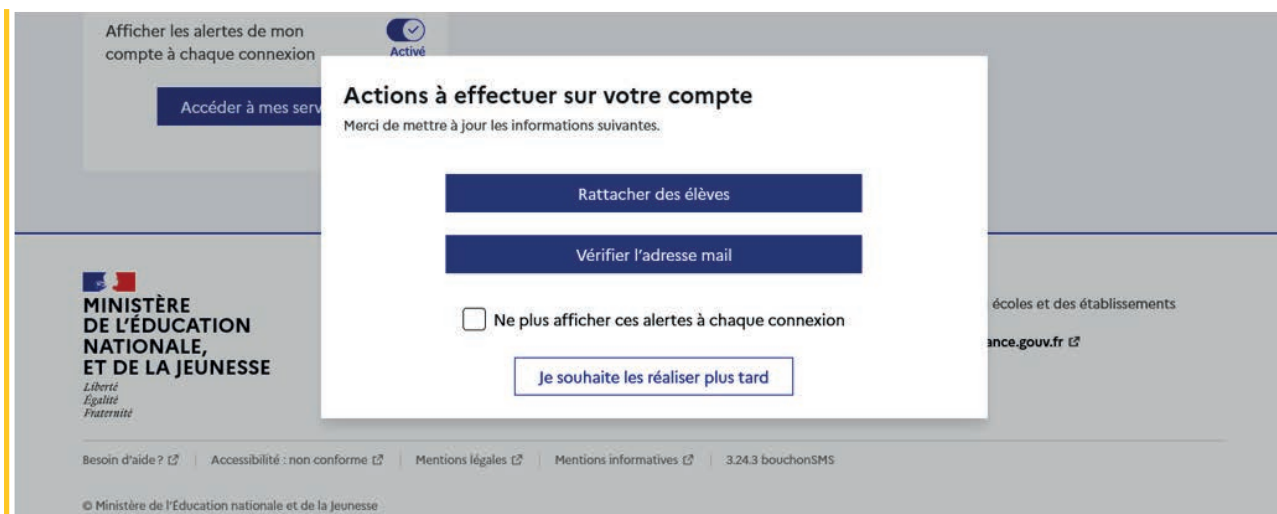 Afficher les alertes de mon
compte à chaque connexion
Activé
Accéder à mes
Actions à effectuer sur votre compte
Merci de mettre à jour les informations suivantes.
Rattacher des élèves
Vérifier l'adresse mail
Ne plus afficher ces alertes à chaque connexion
Je souhaite les réaliser plus tard
MINISTÈRE
DE L'ÉDUCATION
NATIONALE,
ET DE LA JEUNESSE
Liberté
Égalité
Fraternité
écoles et des établissements
ance.gouv.fr
Besoin d'aide ? | Accessibilité : non conforme | Mentions légales | Mentions informatives | 3.24.3 bouchonSMS
© Ministère de l'Éducation nationale et de la Jeunesse